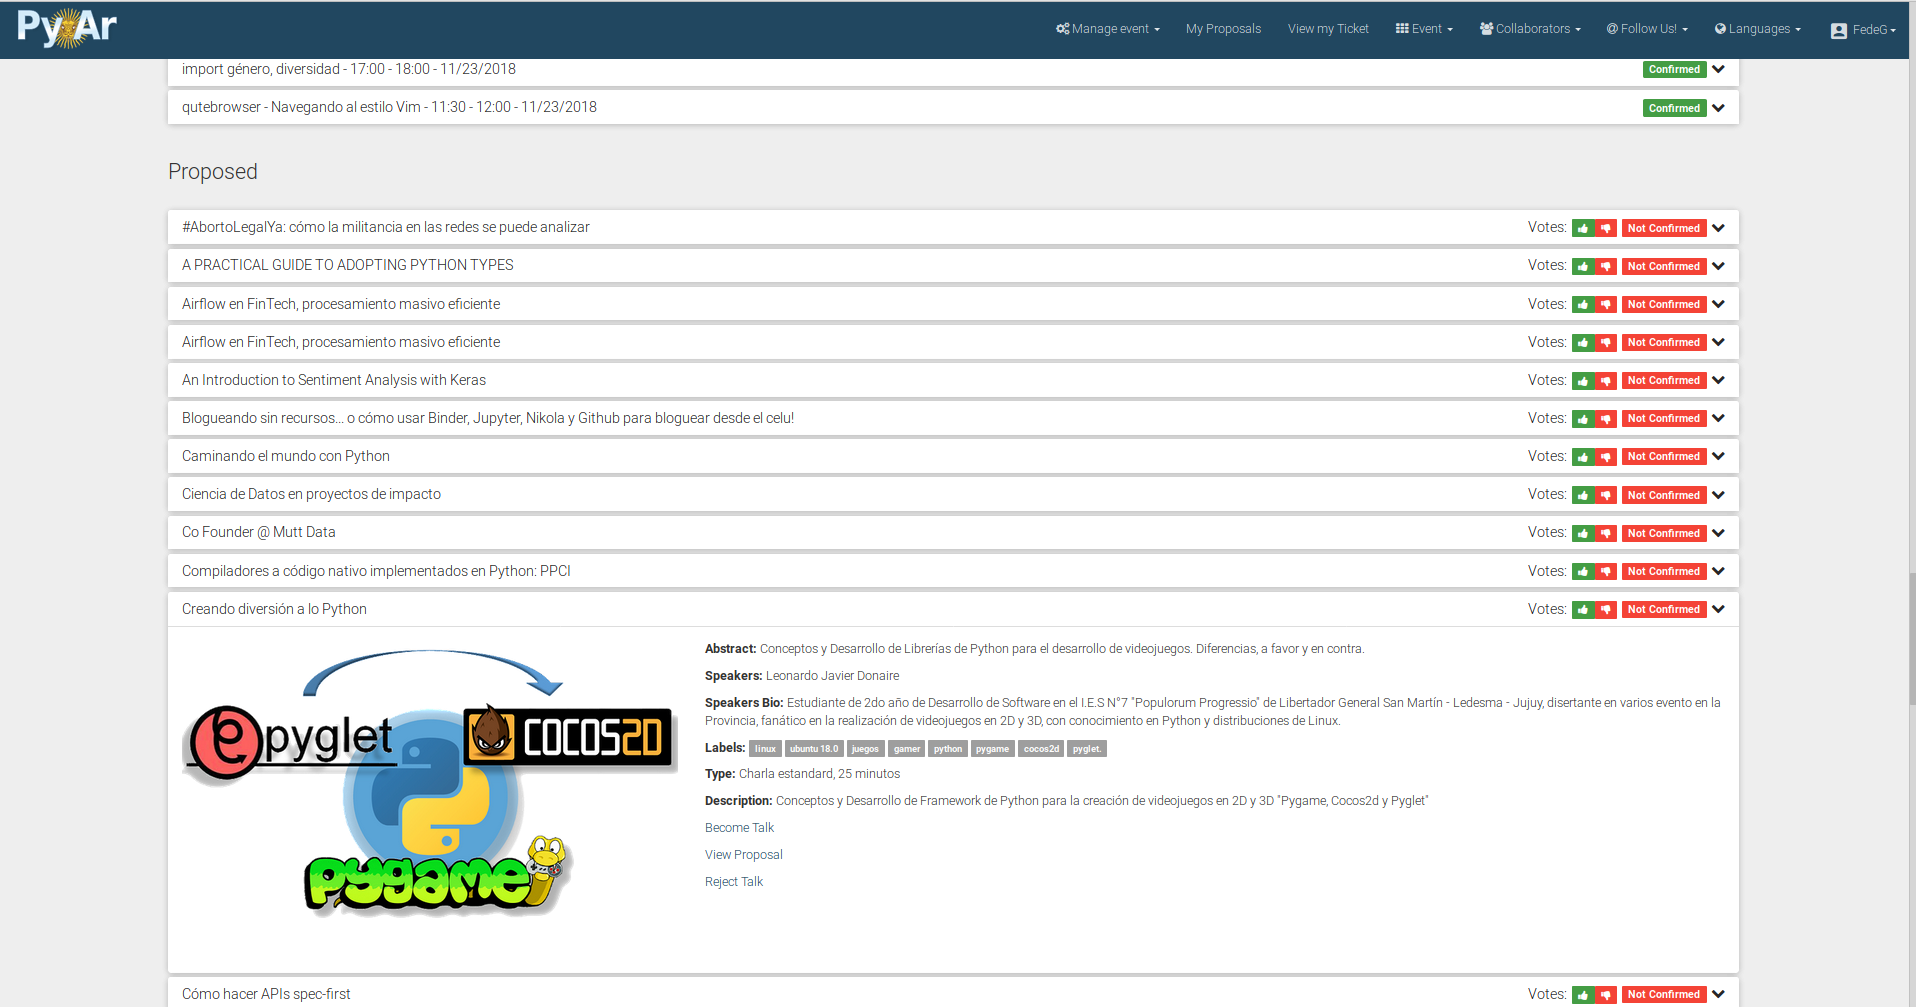 PyAr
Manage event
My Proposals
View my Ticket
Event
Collaborators
Follow Us!
Languages
FedeG
import género, diversidad - 17:00 - 18:00 - 11/23/2018 Confirmed
qutebrowser - Navegando al estilo Vim - 11:30 - 12:00 - 11/23/2018 Confirmed
Proposed
#AbortoLegalYa: cómo la militancia en las redes se puede analizar Votes: Not Confirmed
A PRACTICAL GUIDE TO ADOPTING PYTHON TYPES Votes: Not Confirmed
Airflow en FinTech, procesamiento masivo eficiente Votes: Not Confirmed
Airflow en FinTech, procesamiento masivo eficiente Votes: Not Confirmed
An Introduction to Sentiment Analysis with Keras Votes: Not Confirmed
Blogueando sin recursos... o cómo usar Binder, Jupyter, Nikola y Github para bloguear desde el celu! Votes: Not Confirmed
Caminando el mundo con Python Votes: Not Confirmed
Ciencia de Datos en proyectos de impacto Votes: Not Confirmed
Co Founder @ Mutt Data Votes: Not Confirmed
Compiladores a código nativo implementados en Python: PPCI Votes: Not Confirmed
Creando diversión a lo Python Votes: Not Confirmed
pyglet
COCOS2D
pygame
Abstract: Conceptos y Desarrollo de Librerías de Python para el desarrollo de videojuegos. Diferencias, a favor y en contra.
Speakers: Leonardo Javier Donaire
Speakers Bio: Estudiante de 2do año de Desarrollo de Software en el I.E.S N°7 "Populorum Progressio" de Libertador General San Martín - Ledesma - Jujuy, disertante en varios evento en la
Provincia, fanático en la realización de videojuegos en 2D y 3D, con conocimiento en Python y distribuciones de Linux.
Labels: linux ubuntu 18.0 juegos gamer python pygame cocos2d pyglet.
Type: Charla estandard, 25 minutos
Description: Conceptos y Desarrollo de Framework de Python para la creación de videojuegos en 2D y 3D "Pygame, Cocos2d y Pyglet"
Become Talk
View Proposal
Reject Talk
Cómo hacer APIs spec-first Votes: Not Confirmed